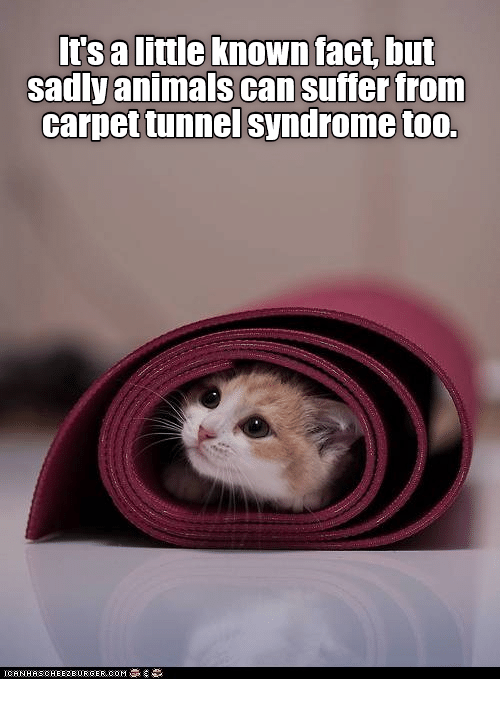 It's a little known fact, but
sadly animals can suffer from
carpet tunnel syndrome too.
ICANHASCHEEZBURGER.COM